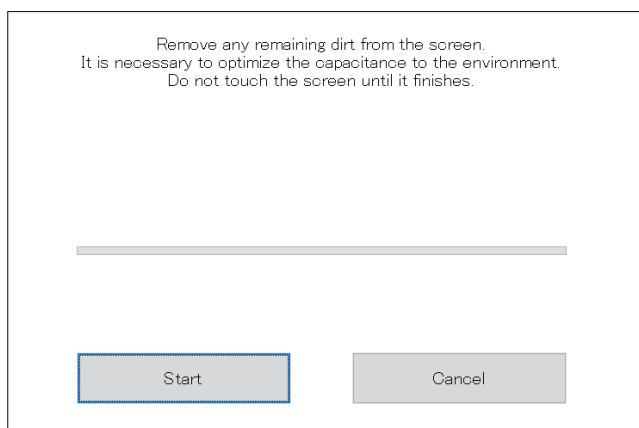 Remove any remaining dirt from the screen.
It is necessary to optimize the capacitance to the environment.
Do not touch the screen until it finishes.
Start
Cancel